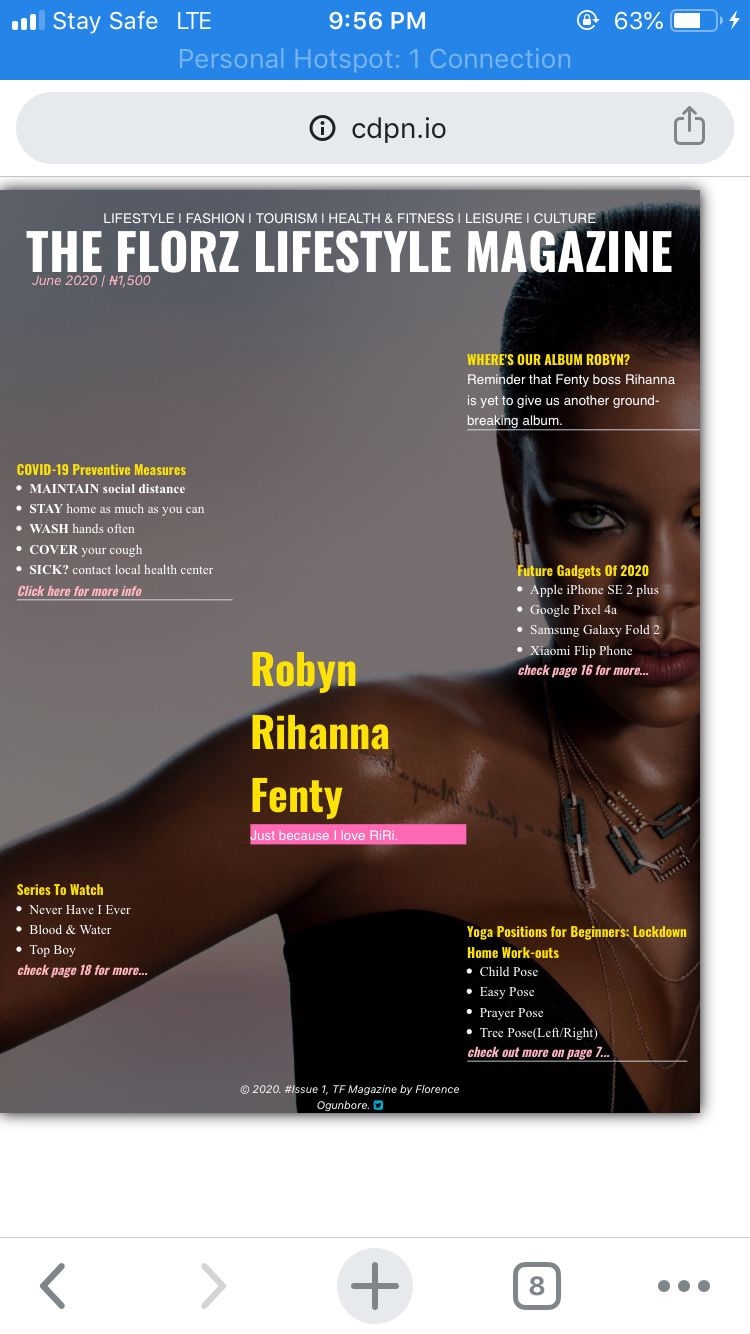 Stay Safe LTE 9:56 PM 63%
Personal Hotspot: 1 Connection
cdpn.io
LIFESTYLE | FASHION | TOURISM | HEALTH & FITNESS | LEISURE | CULTURE
THE FLORZ LIFESTYLE MAGAZINE
June 2020 | ₦1,500
WHERE'S OUR ALBUM ROBYN?
Reminder that Fenty boss Rihanna
is yet to give us another ground-
breaking album.
COVID-19 Preventive Measures
• MAINTAIN social distance
• STAY home as much as you can
• WASH hands often
• COVER your cough
• SICK? contact local health center
Click here for more info
Future Gadgets Of 2020
• Apple iPhone SE 2 plus
• Google Pixel 4a
• Samsung Galaxy Fold 2
• Xiaomi Flip Phone
check page 16 for more...
Robyn
Rihanna
Fenty
Just because I love RiRi.
Series To Watch
• Never Have I Ever
• Blood & Water
• Top Boy
check page 18 for more...
Yoga Positions for Beginners: Lockdown
Home Work-outs
• Child Pose
• Easy Pose
• Prayer Pose
• Tree Pose(Left/Right)
check out more on page 7...
© 2020. #Issue 1, TF Magazine by Florence
Ogunbore.
8